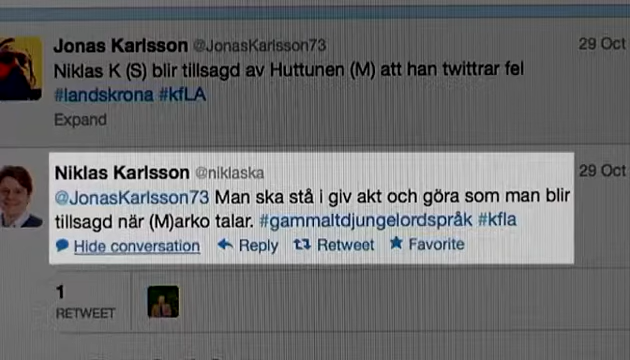 Jonas Karlsson @JonasKarlsson73 29 Oct
Niklas K (S) blir tillsagd av Huttunen (M) att han twittrar fel
#landskrona #kfLA
Expand
Niklas Karlsson @niklaska 29 Oct
@JonasKarlsson73 Man ska stå i giv akt och göra som man blir
tillsagd när (M)arko talar. #gammaltdjungelordspråk #kfla
Hide conversation Reply Retweet Favorite
1
RETWEET